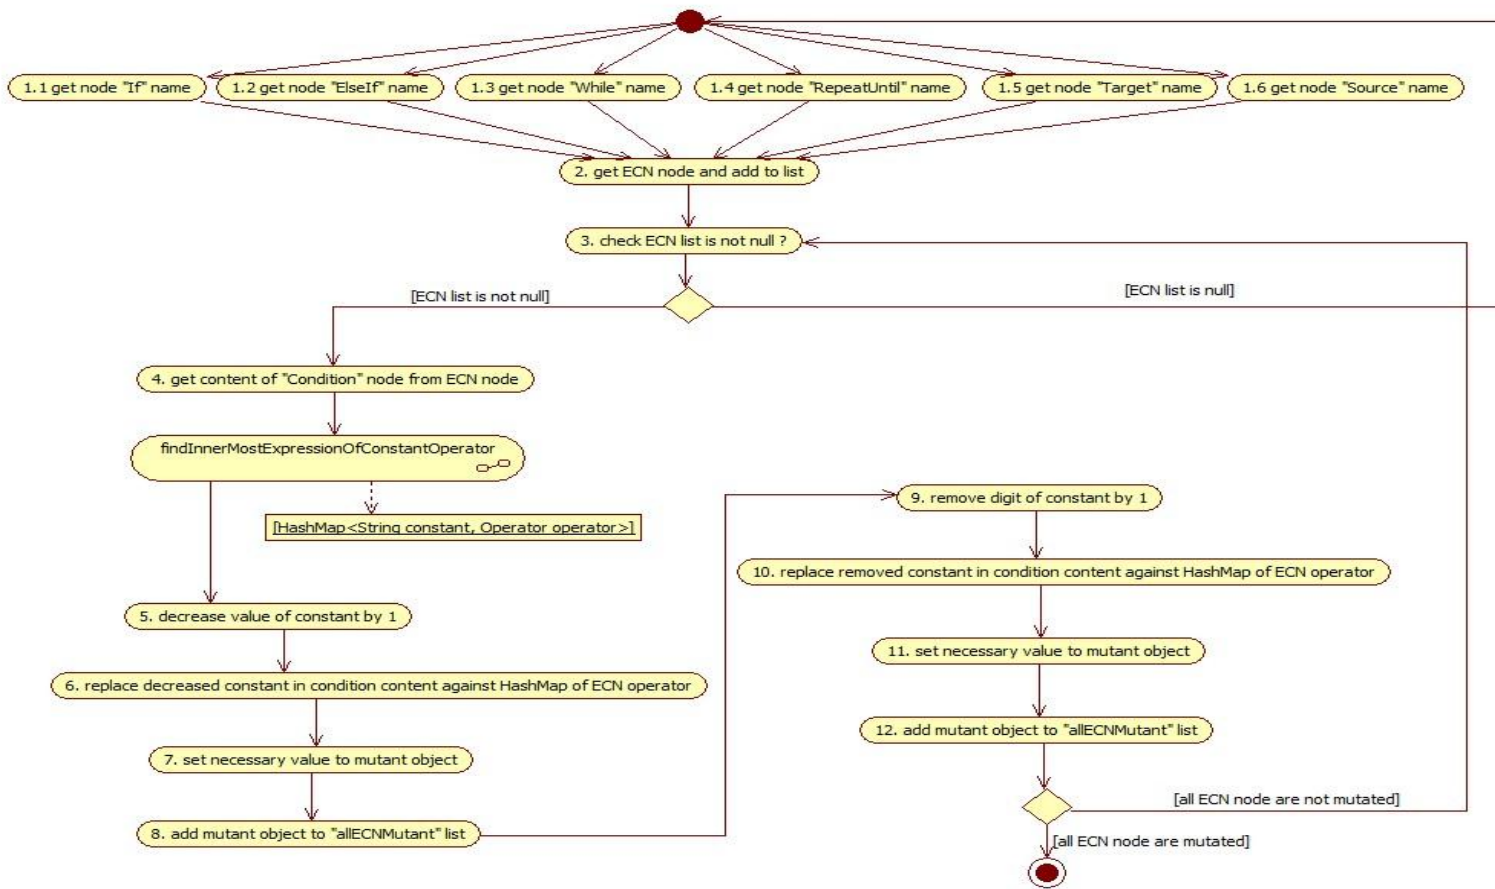 1.1 get node "If" name
1.2 get node "ElseIf" name
1.3 get node "While" name
1.4 get node "RepeatUntil" name
1.5 get node "Target" name
1.6 get node "Source" name
2. get ECN node and add to list
3. check ECN list is not null ?
[ECN list is not null]
[ECN list is null]
4. get content of "Condition" node from ECN node
findInnerMostExpressionOfConstantOperator
[HashMap<String constant, Operator operator>]
5. decrease value of constant by 1
6. replace decreased constant in condition content against HashMap of ECN operator
7. set necessary value to mutant object
8. add mutant object to "allECNMutant" list
9. remove digit of constant by 1
10. replace removed constant in condition content against HashMap of ECN operator
11. set necessary value to mutant object
12. add mutant object to "allECNMutant" list
[all ECN node are not mutated]
[all ECN node are mutated]